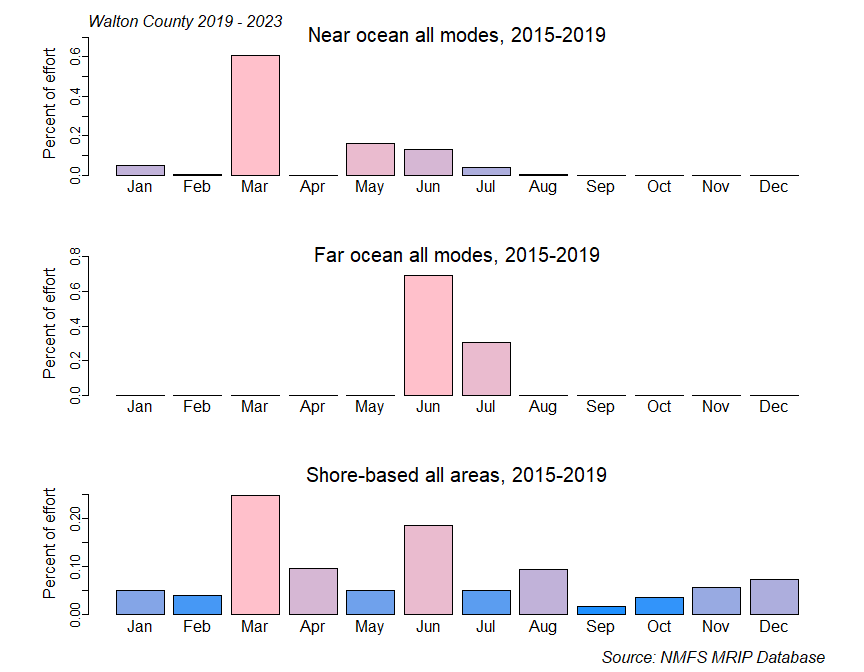 Walton County 2019 - 2023
Near ocean all modes, 2015-2019
Percent of effort
0.0 0.2 0.4 0.6
Jan Feb Mar Apr May Jun Jul Aug Sep Oct Nov Dec
Far ocean all modes, 2015-2019
Percent of effort
0.0 0.2 0.4 0.6 0.8
Jan Feb Mar Apr May Jun Jul Aug Sep Oct Nov Dec
Shore-based all areas, 2015-2019
Percent of effort
0.00 0.10 0.20
Jan Feb Mar Apr May Jun Jul Aug Sep Oct Nov Dec
Source: NMFS MRIP Database